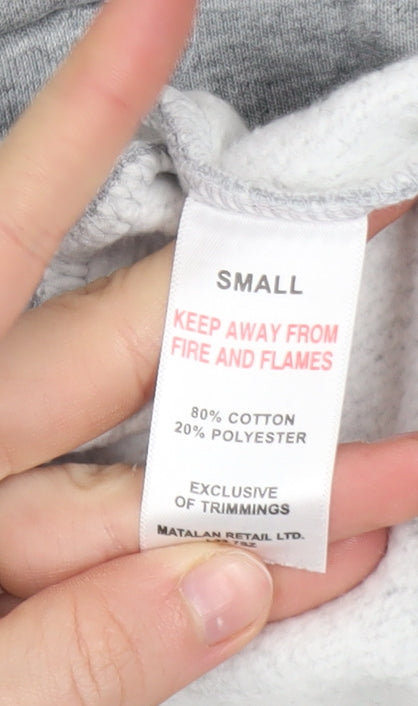 SMALL
KEEP AWAY FROM
FIRE AND FLAMES
80% COTTON
20% POLYESTER
EXCLUSIVE
OF TRIMMINGS
MATALAN RETAIL LTD.